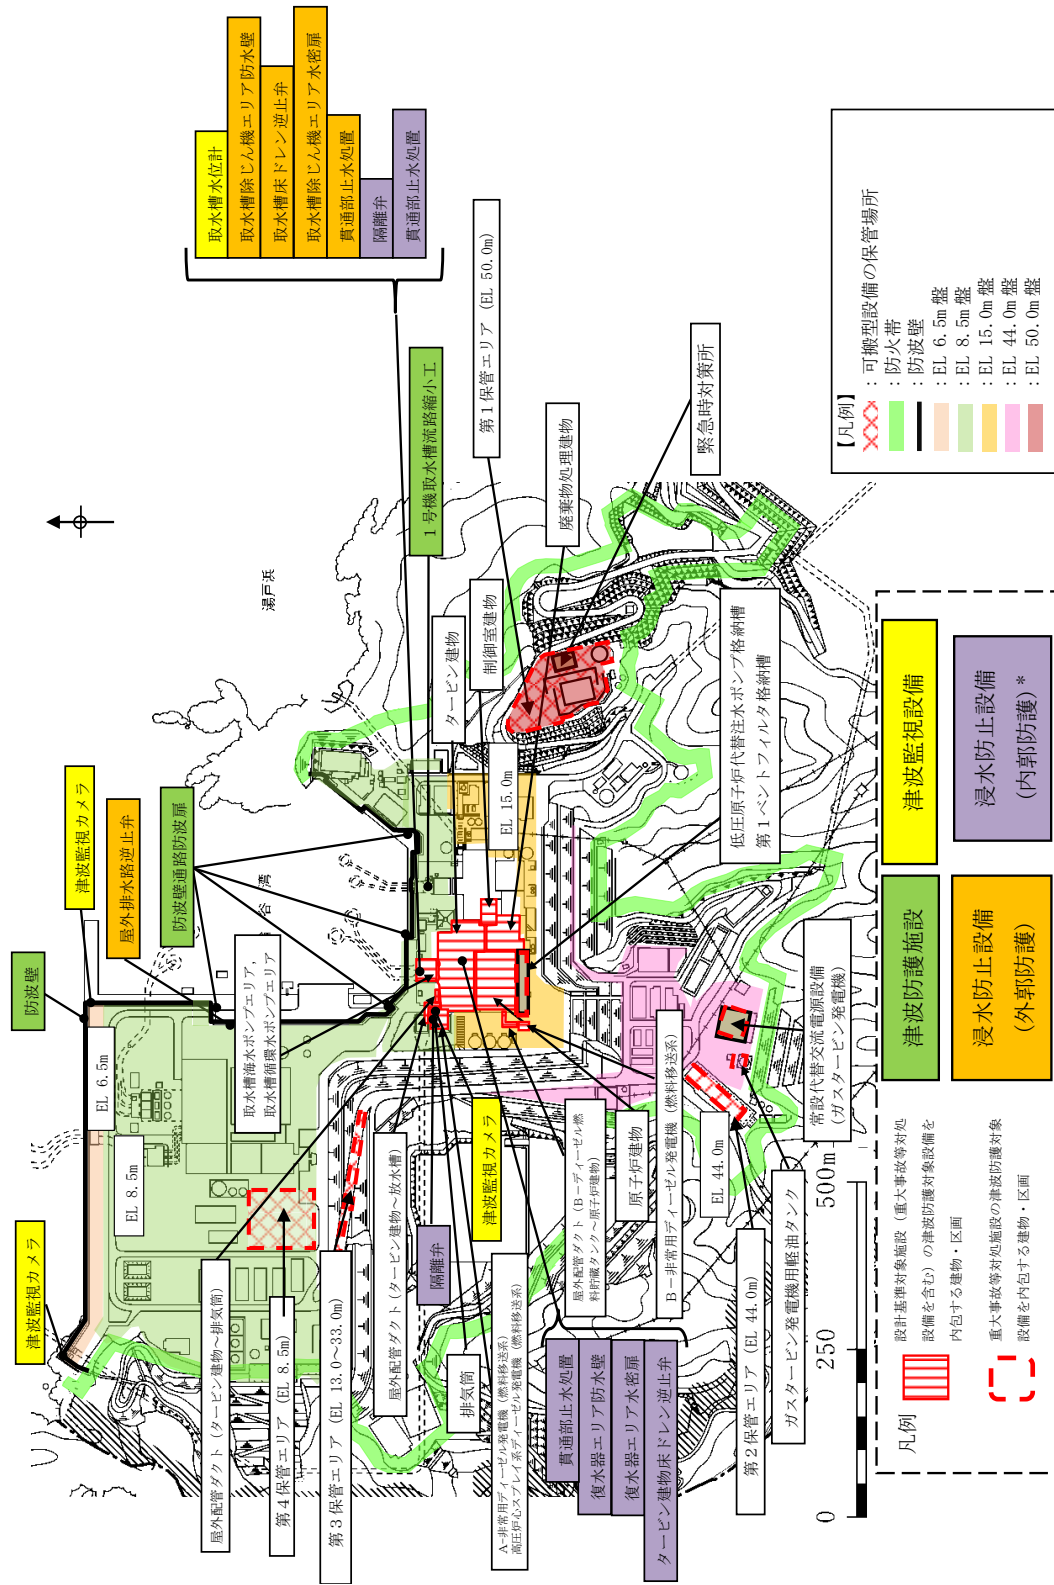 津波監視カメラ
防波壁
津波監視カメラ
屋外排水路逆止弁
防波壁通路防波扉
取水槽水位計
取水槽除じん機エリア防水壁
取水槽床ドレン逆止弁
取水槽除じん機エリア水密扉
貫通部止水処置
隔離弁
貫通部止水処置
EL 6.5m
EL 8.5m
取水槽海水ポンプエリア,
取水槽循環水ポンプエリア
湯戸浜
谷
湾
1号機取水槽流路縮小工
第1保管エリア (EL 50.0m)
タービン建物
制御室建物
廃棄物処理建物
緊急時対策所
EL 15.0m
低圧原子炉代替注水ポンプ格納槽
第1ベントフィルタ格納槽
屋外配管ダクト(タービン建物~排気筒)
第4保管エリア (EL 8.5m)
第3保管エリア (EL 13.0~33.0m)
屋外配管ダクト(タービン建物~放水槽)
隔離弁
津波監視カメラ
排気筒
A-非常用ディーゼル発電機(燃料移送系)
高圧炉心スプレイ系ディーゼル発電機(燃料移送系)
屋外配管ダクト(B-ディーゼル燃
料貯蔵タンク~原子炉建物)
原子炉建物
B-非常用ディーゼル発電機(燃料移送系)
貫通部止水処置
復水器エリア防水壁
復水器エリア水密扉
タービン建物床ドレン逆止弁
EL 44.0m
第2保管エリア (EL 44.0m)
ガスタービン発電機用軽油タンク
常設代替交流電源設備
(ガスタービン発電機)
0 250 500m
【凡例】
:可搬型設備の保管場所
:防火帯
:防波壁
:EL 6.5m盤
:EL 8.5m盤
:EL 15.0m盤
:EL 44.0m盤
:EL 50.0m盤
凡例
設計基準対象施設(重大事故等対処
設備を含む)の津波防護対象設備を
内包する建物・区画
重大事故等対処施設の津波防護対象
設備を内包する建物・区画
津波防護施設
津波監視設備
浸水防止設備
(外郭防護)
浸水防止設備
(内郭防護)*